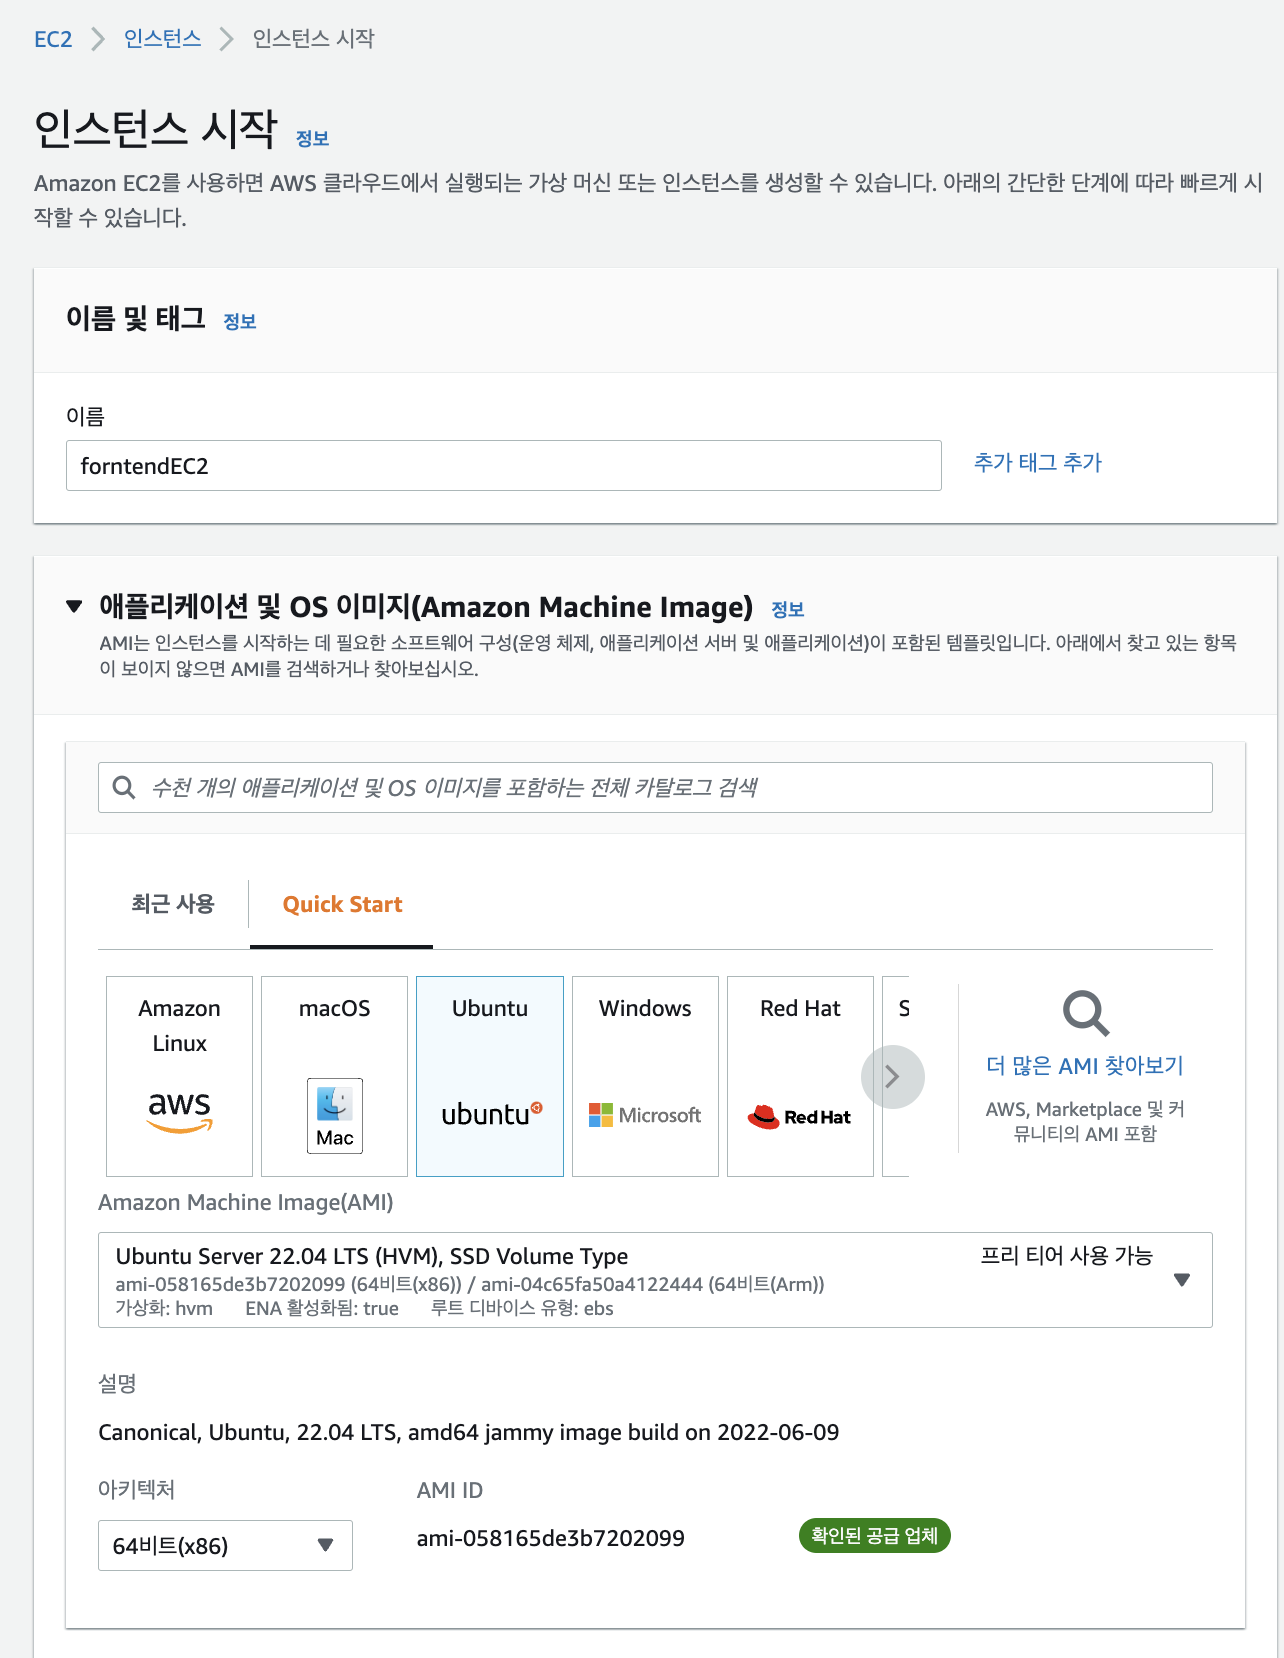 EC2 > 인스턴스 > 인스턴스 시작
인스턴스 시작 정보
Amazon EC2를 사용하면 AWS 클라우드에서 실행되는 가상 머신 또는 인스턴스를 생성할 수 있습니다. 아래의 간단한 단계에 따라 빠르게 시
작할 수 있습니다.
이름 및 태그 정보
이름
forntendEC2
추가 태그 추가
애플리케이션 및 OS 이미지(Amazon Machine Image) 정보
AMI는 인스턴스를 시작하는 데 필요한 소프트웨어 구성(운영 체제, 애플리케이션 서버 및 애플리케이션)이 포함된 템플릿입니다. 아래에서 찾고 있는 항목
이 보이지 않으면 AMI를 검색하거나 찾아보십시오.
수천 개의 애플리케이션 및 OS 이미지를 포함하는 전체 카탈로그 검색
최근 사용
Quick Start
Amazon
Linux
aws
macOS
Mac
Ubuntu
ubuntu
Windows
Microsoft
Red Hat
Red Hat
S
더 많은 AMI 찾아보기
AWS, Marketplace 및 커
뮤니티의 AMI 포함
Amazon Machine Image(AMI)
Ubuntu Server 22.04 LTS (HVM), SSD Volume Type
프리 티어 사용 가능
ami-058165de3b7202099 (64비트(x86)) / ami-04c65fa50a4122444 (64비트(Arm))
가상화: hvm ENA 활성화됨: true 루트 디바이스 유형: ebs
설명
Canonical, Ubuntu, 22.04 LTS, amd64 jammy image build on 2022-06-09
아키텍처
AMI ID
64비트(x86)
ami-058165de3b7202099
확인된 공급 업체